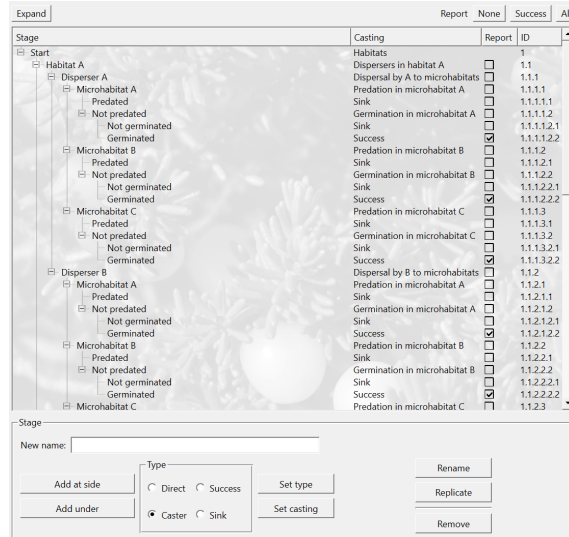 Expand Report None Success Al
Stage Casting Report ID
Start Habitats 1
Habitat A Dispersers in habitat A 1.1
Disperser A Dispersal by A to microhabitats 1.1.1
Microhabitat A Predation in microhabitat A 1.1.1.1
Predated Sink 1.1.1.1.1
Not predated Germination in microhabitat A 1.1.1.1.2
Not germinated Sink 1.1.1.1.2.1
Germinated Success 1.1.1.1.2.2
Microhabitat B Predation in microhabitat B 1.1.1.2
Predated Sink 1.1.1.2.1
Not predated Germination in microhabitat B 1.1.1.2.2
Not germinated Sink 1.1.1.2.2.1
Germinated Success 1.1.1.2.2.2
Microhabitat C Predation in microhabitat C 1.1.1.3
Predated Sink 1.1.1.3.1
Not predated Germination in microhabitat C 1.1.1.3.2
Not germinated Sink 1.1.1.3.2.1
Germinated Success 1.1.1.3.2.2
Disperser B Dispersal by B to microhabitats 1.1.2
Microhabitat A Predation in microhabitat A 1.1.2.1
Predated Sink 1.1.2.1.1
Not predated Germination in microhabitat A 1.1.2.1.2
Not germinated Sink 1.1.2.1.2.1
Germinated Success 1.1.2.1.2.2
Microhabitat B Predation in microhabitat B 1.1.2.2
Predated Sink 1.1.2.2.1
Not predated Germination in microhabitat B 1.1.2.2.2
Not germinated Sink 1.1.2.2.2.1
Germinated Success 1.1.2.2.2.2
Microhabitat C Predation in microhabitat C 1.1.2.3
Stage
New name:
Type
Add at side Direct Success Set type Rename
Add under Caster Sink Set casting Replicate
Remove